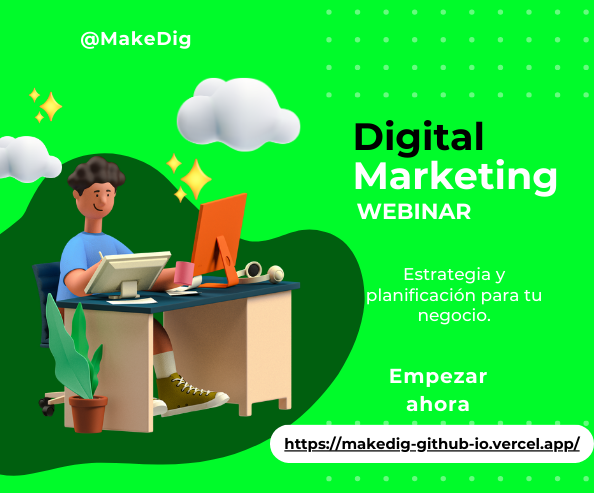 @MakeDig
Digital
Marketing
WEBINAR
Estrategia y
planificación para tu
negocio.
Empezar
ahora
https://makedig-github-io.vercel.app/